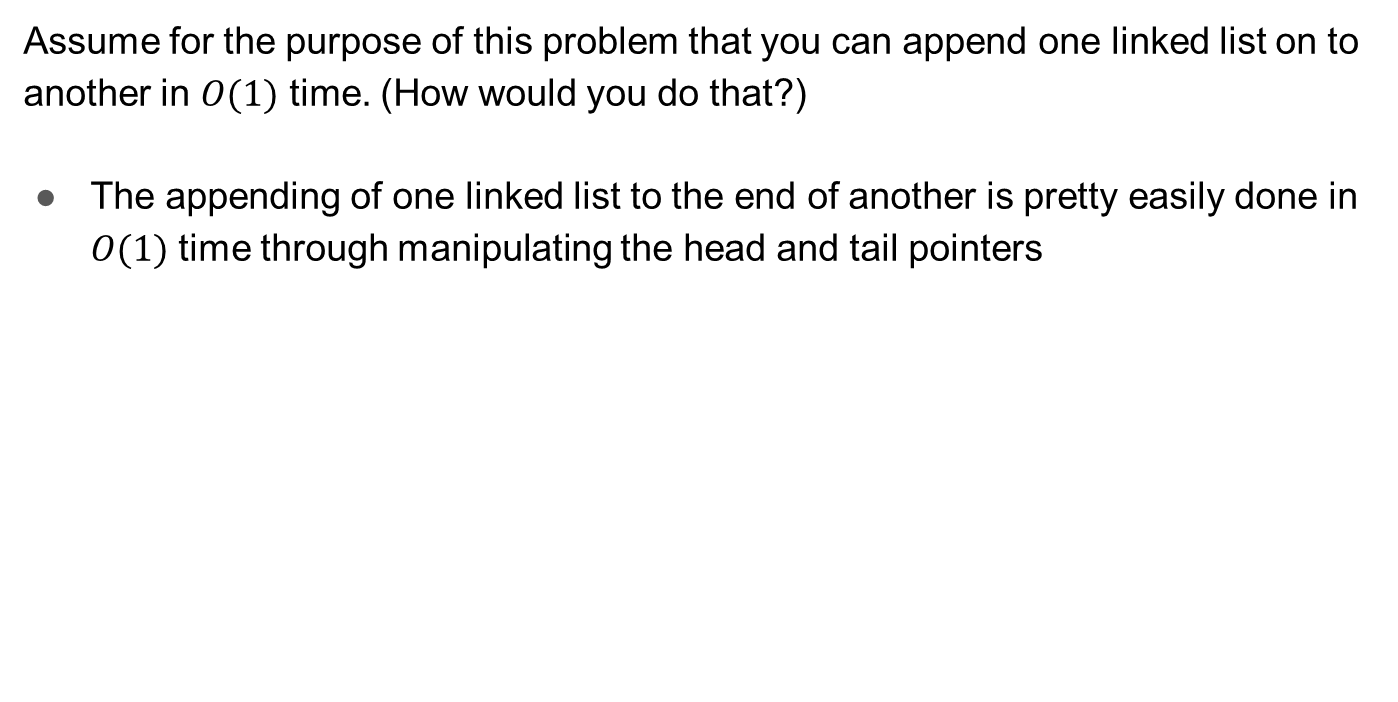 Assume for the purpose of this problem that you can append one linked list on to
another in O(1) time. (How would you do that?)
● The appending of one linked list to the end of another is pretty easily done in
O(1) time through manipulating the head and tail pointers